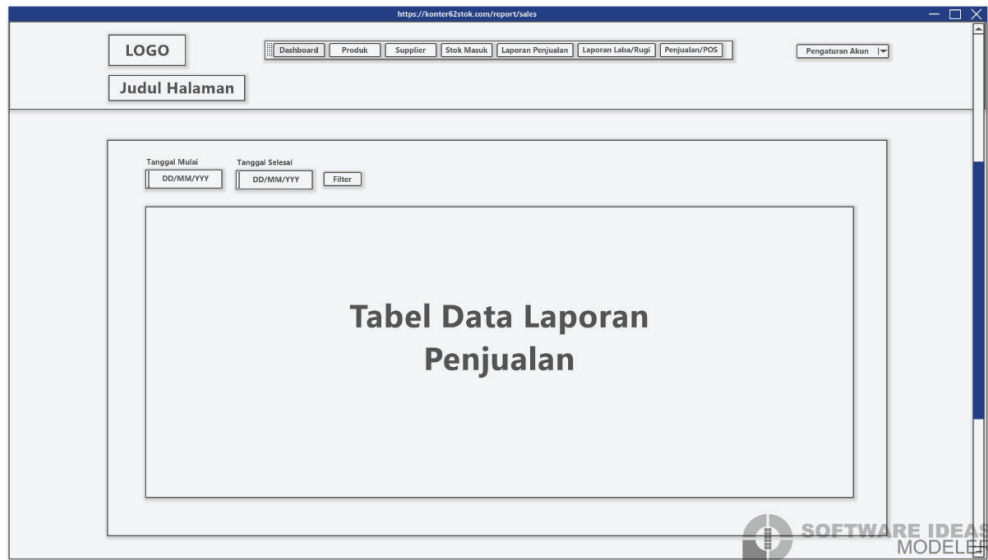 https://konter62stok.com/report/sales
LOGO
Dashboard Produk Supplier Stok Masuk Laporan Penjualan Laporan Laba/Rugi Penjualan/POS
Pengaturan Akun
Judul Halaman
Tanggal Mulai Tanggal Selesai
DD/MM/YYY DD/MM/YYY Filter
Tabel Data Laporan
Penjualan
SOFTWARE IDEAS
MODELER